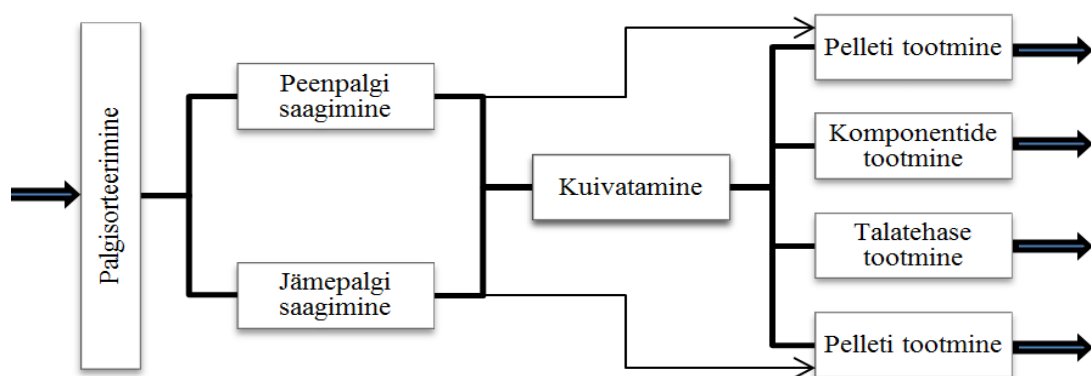 Palgisorteerimine
Peenpalgi
saagimine
Jämepalgi
saagimine
Kuivatamine
Pelleti tootmine
Komponentide
tootmine
Talatehase
tootmine
Pelleti tootmine